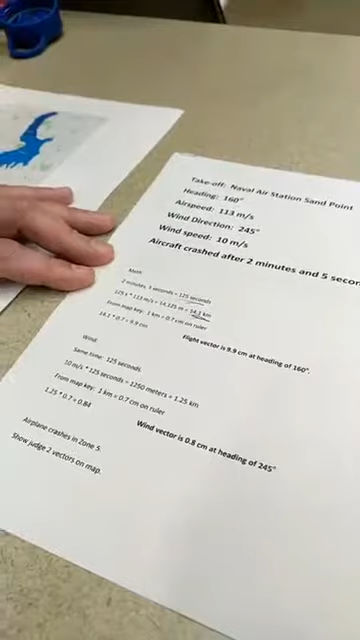 Take-off: Naval Air Station Sand Point
Heading: 160°
Airspeed: 113 m/s
Wind Direction: 245°
Wind speed: 10 m/s
Aircraft crashed after 2 minutes and 5 secon
Math:
2 minutes, 5 seconds = 125 seconds
125 s * 113 m/s = 14,125 m = 14.1 km
From map key: 1 km = 0.7 cm on ruler
14.1 * 0.7 = 9.9 cm
Flight vector is 9.9 cm at heading of 160°.
Wind:
Same time: 125 seconds.
10 m/s * 125 seconds = 1250 meters = 1.25 km
From map key: 1 km = 0.7 cm on ruler
1.25 * 0.7 = 0.84
Wind vector is 0.8 cm at heading of 245°
Airplane crashes in Zone 5.
Show judge 2 vectors on map.